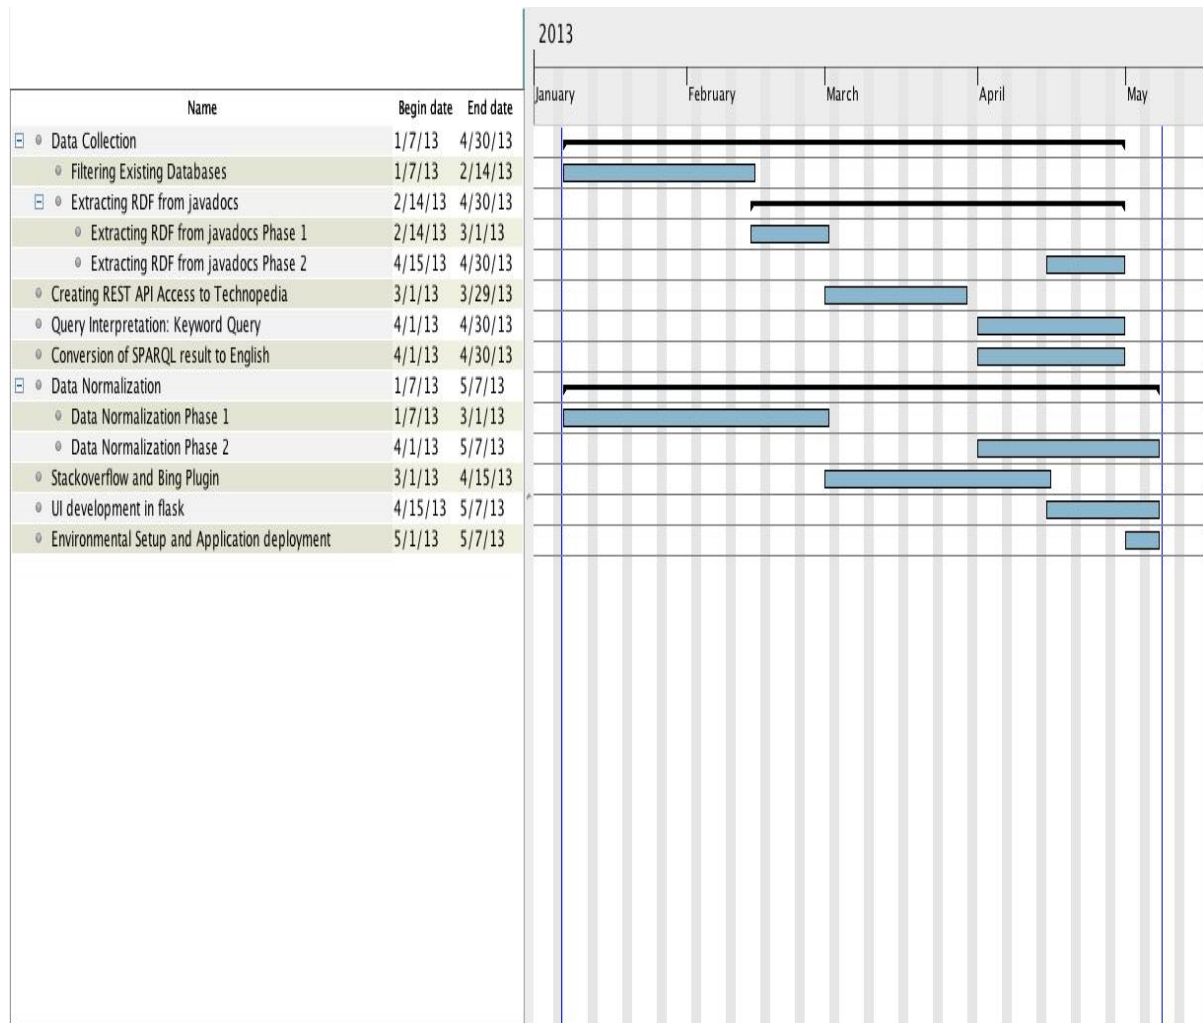 2013
January February March April May
Name Begin date End date
Data Collection 1/7/13 4/30/13
Filtering Existing Databases 1/7/13 2/14/13
Extracting RDF from javadocs 2/14/13 4/30/13
Extracting RDF from javadocs Phase 1 2/14/13 3/1/13
Extracting RDF from javadocs Phase 2 4/15/13 4/30/13
Creating REST API Access to Technopedia 3/1/13 3/29/13
Query Interpretation: Keyword Query 4/1/13 4/30/13
Conversion of SPARQL result to English 4/1/13 4/30/13
Data Normalization 1/7/13 5/7/13
Data Normalization Phase 1 1/7/13 3/1/13
Data Normalization Phase 2 4/1/13 5/7/13
Stackoverflow and Bing Plugin 3/1/13 4/15/13
UI development in flask 4/15/13 5/7/13
Environmental Setup and Application deployment 5/1/13 5/7/13